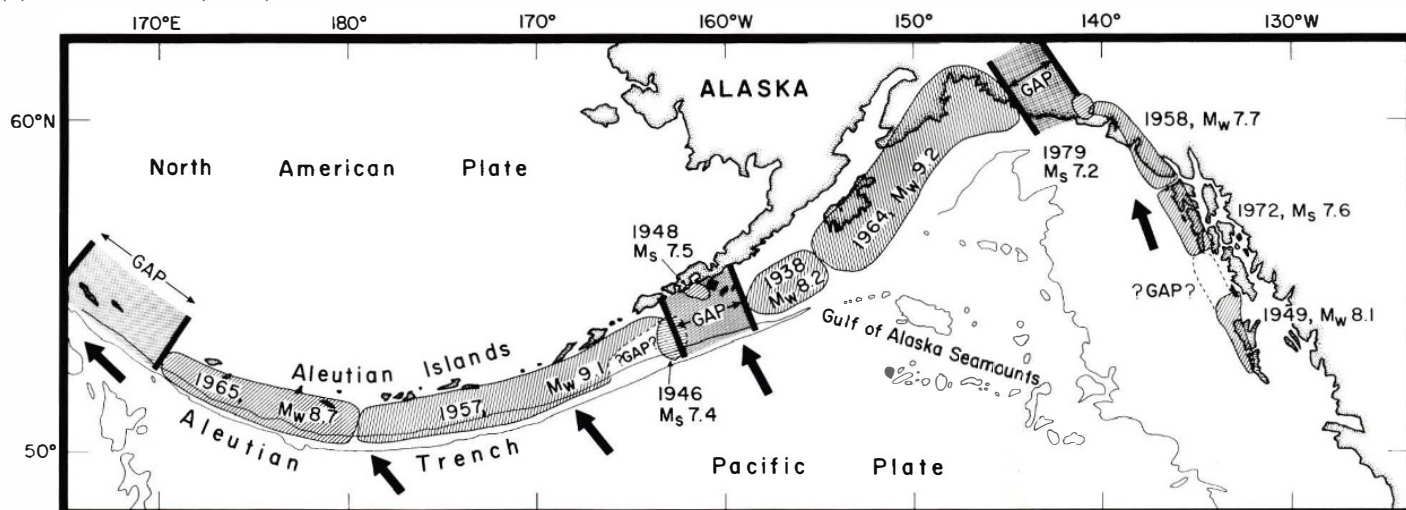 170°E 180° 170° 160°W 150° 140° 130°W
60°N
50°
ALASKA
North American Plate
GAP
GAP
GAP
?GAP?
?GAP?
1958, Mw 7.7
1979
Ms 7.2
1972, Ms 7.6
1949, Mw 8.1
1964, Mw 9.2
1948
Ms 7.5
1938
Mw 8.2
1946
Ms 7.4
1957, Mw 9.1
1965, Mw 8.7
Aleutian Islands
Aleutian Trench
Gulf of Alaska Seamounts
Pacific Plate